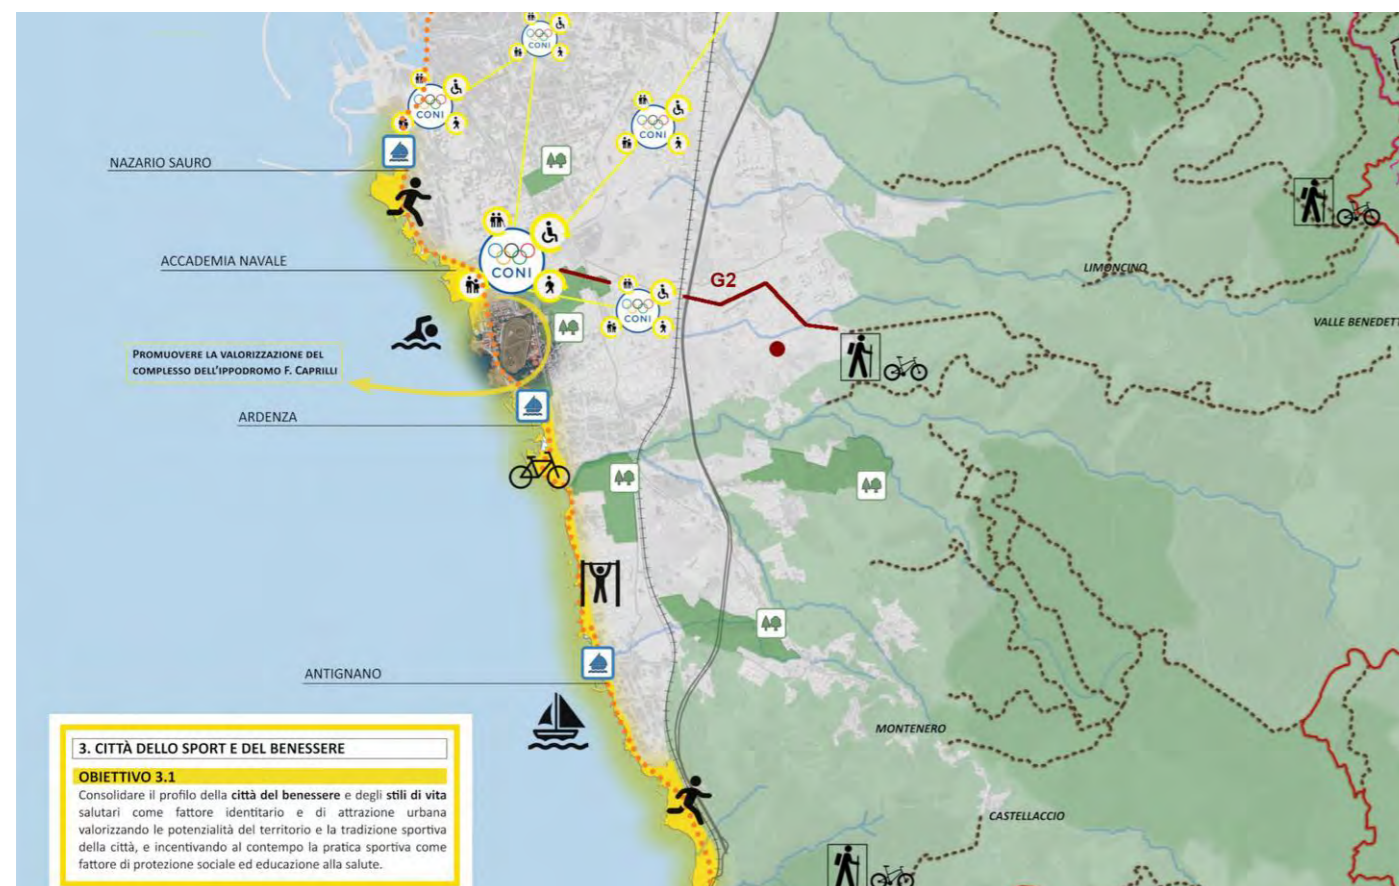 CONI
CONI
CONI
NAZARIO SAURO
ACCADEMIA NAVALE
CONI
G2
CONI
LIMONCINO
VALLE BENEDETT
PROMUOVERE LA VALORIZZAZIONE DEL
COMPLESSO DELL'IPPODROMO F. CAPRILLI
ARDENZA
ANTIGNANO
MONTENERO
CASTELLACCIO
3. CITTÀ DELLO SPORT E DEL BENESSERE
OBIETTIVO 3.1
Consolidare il profilo della città del benessere e degli stili di vita
salutari come fattore identitario e di attrazione urbana
valorizzando le potenzialità del territorio e la tradizione sportiva
della città, e incentivando al contempo la pratica sportiva come
fattore di protezione sociale ed educazione alla salute.